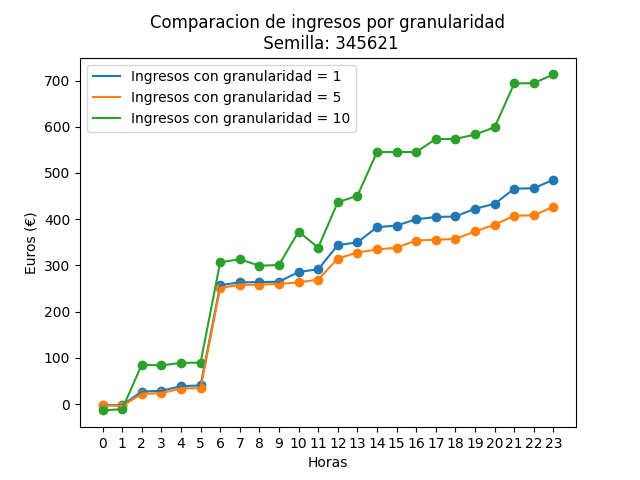 Comparacion de ingresos por granularidad
Semilla: 345621
Ingresos con granularidad = 1
Ingresos con granularidad = 5
Ingresos con granularidad = 10
700
600
500
400
300
200
100
0
Euros (€)
0 1 2 3 4 5 6 7 8 9 10 11 12 13 14 15 16 17 18 19 20 21 22 23
Horas